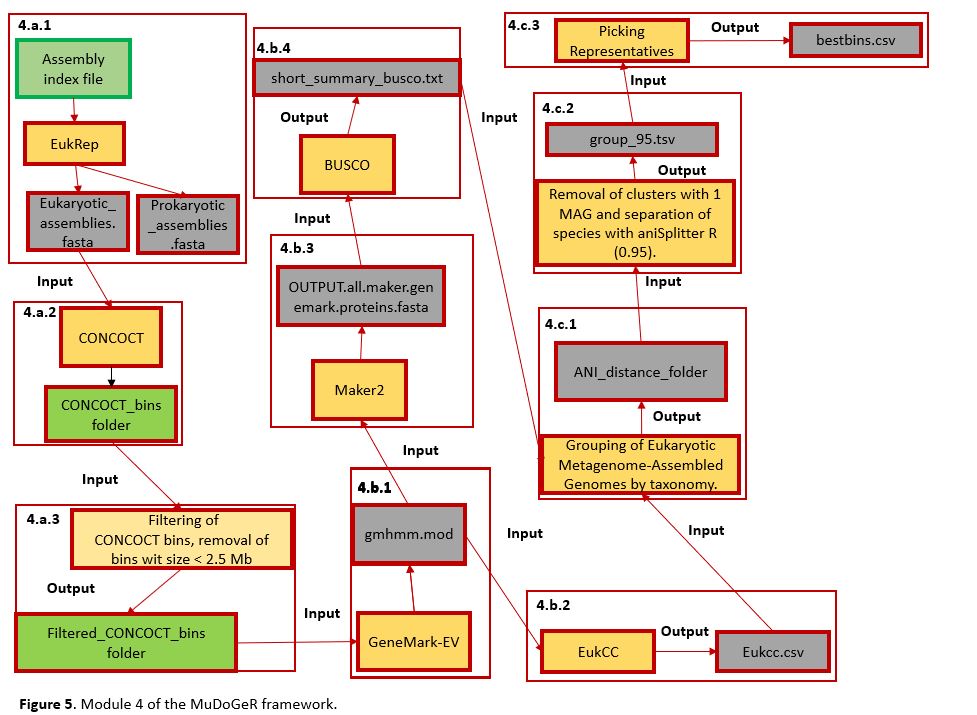 4.a.1
Assembly
index file
EukRep
Eukaryotic_
assemblies.
fasta
Prokaryotic
_assemblies
.fasta
Input
4.a.2
CONCOCT
CONCOCT_bins
folder
Input
4.a.3
Filtering of
CONCOCT bins, removal of
bins wit size < 2.5 Mb
Output
Filtered_CONCOCT_bins
folder
Input
4.b.1
gmhmm.mod
GeneMark-EV
Input
Input
4.b.3
OUTPUT.all.maker.gen
emark.proteins.fasta
Maker2
Input
4.b.4
short_summary_busco.txt
Output
BUSCO
Input
4.b.2
EukCC
Output
Eukcc.csv
Input
4.c.1
ANI_distance_folder
Output
Grouping of Eukaryotic
Metagenome-Assembled
Genomes by taxonomy.
Input
4.c.2
group_95.tsv
Output
Removal of clusters with 1
MAG and separation of
species with aniSplitter R
(0.95).
Input
4.c.3
Picking
Representatives
Output
bestbins.csv
Figure 5. Module 4 of the MuDoGeR framework.